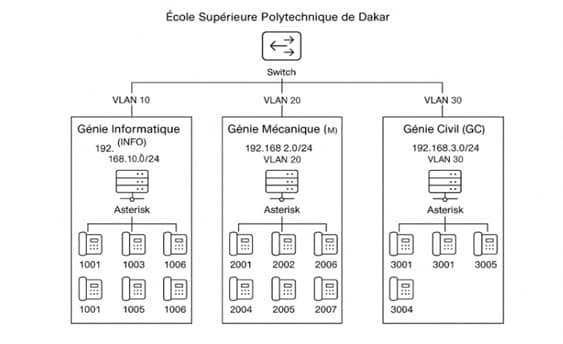 École Supérieure Polytechnique de Dakar
Switch
VLAN 10 VLAN 20 VLAN 30
Génie Informatique
(INFO)
192.
168.10.0/24
Asterisk
1001 1003 1006
1001 1005 1006
Génie Mécanique (M)
192.168 2.0/24
VLAN 20
Asterisk
2001 2002 2006
2004 2005 2007
Génie Civil (GC)
192.168.3.0/24
VLAN 30
Asterisk
3001 3001 3005
3004